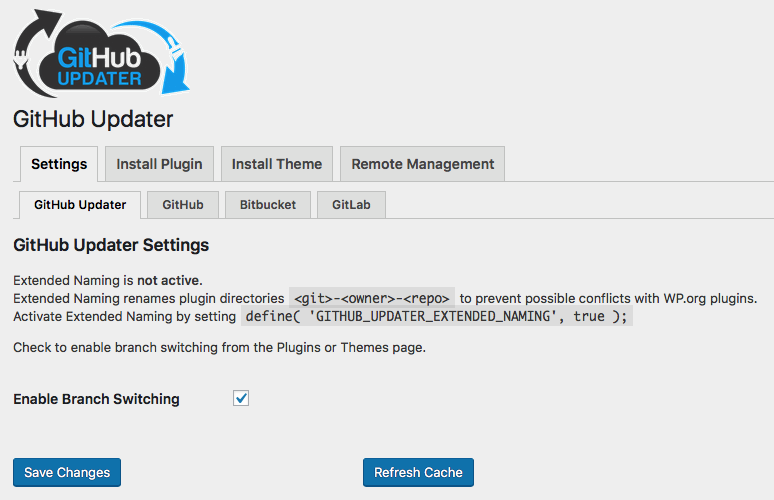 GitHub
UPDATER
GitHub Updater
Settings Install Plugin Install Theme Remote Management
GitHub Updater GitHub Bitbucket GitLab
GitHub Updater Settings
Extended Naming is not active.
Extended Naming renames plugin directories <git>-<owner>-<repo> to prevent possible conflicts with WP.org plugins.
Activate Extended Naming by setting define( 'GITHUB_UPDATER_EXTENDED_NAMING', true );
Check to enable branch switching from the Plugins or Themes page.
Enable Branch Switching
Save Changes Refresh Cache